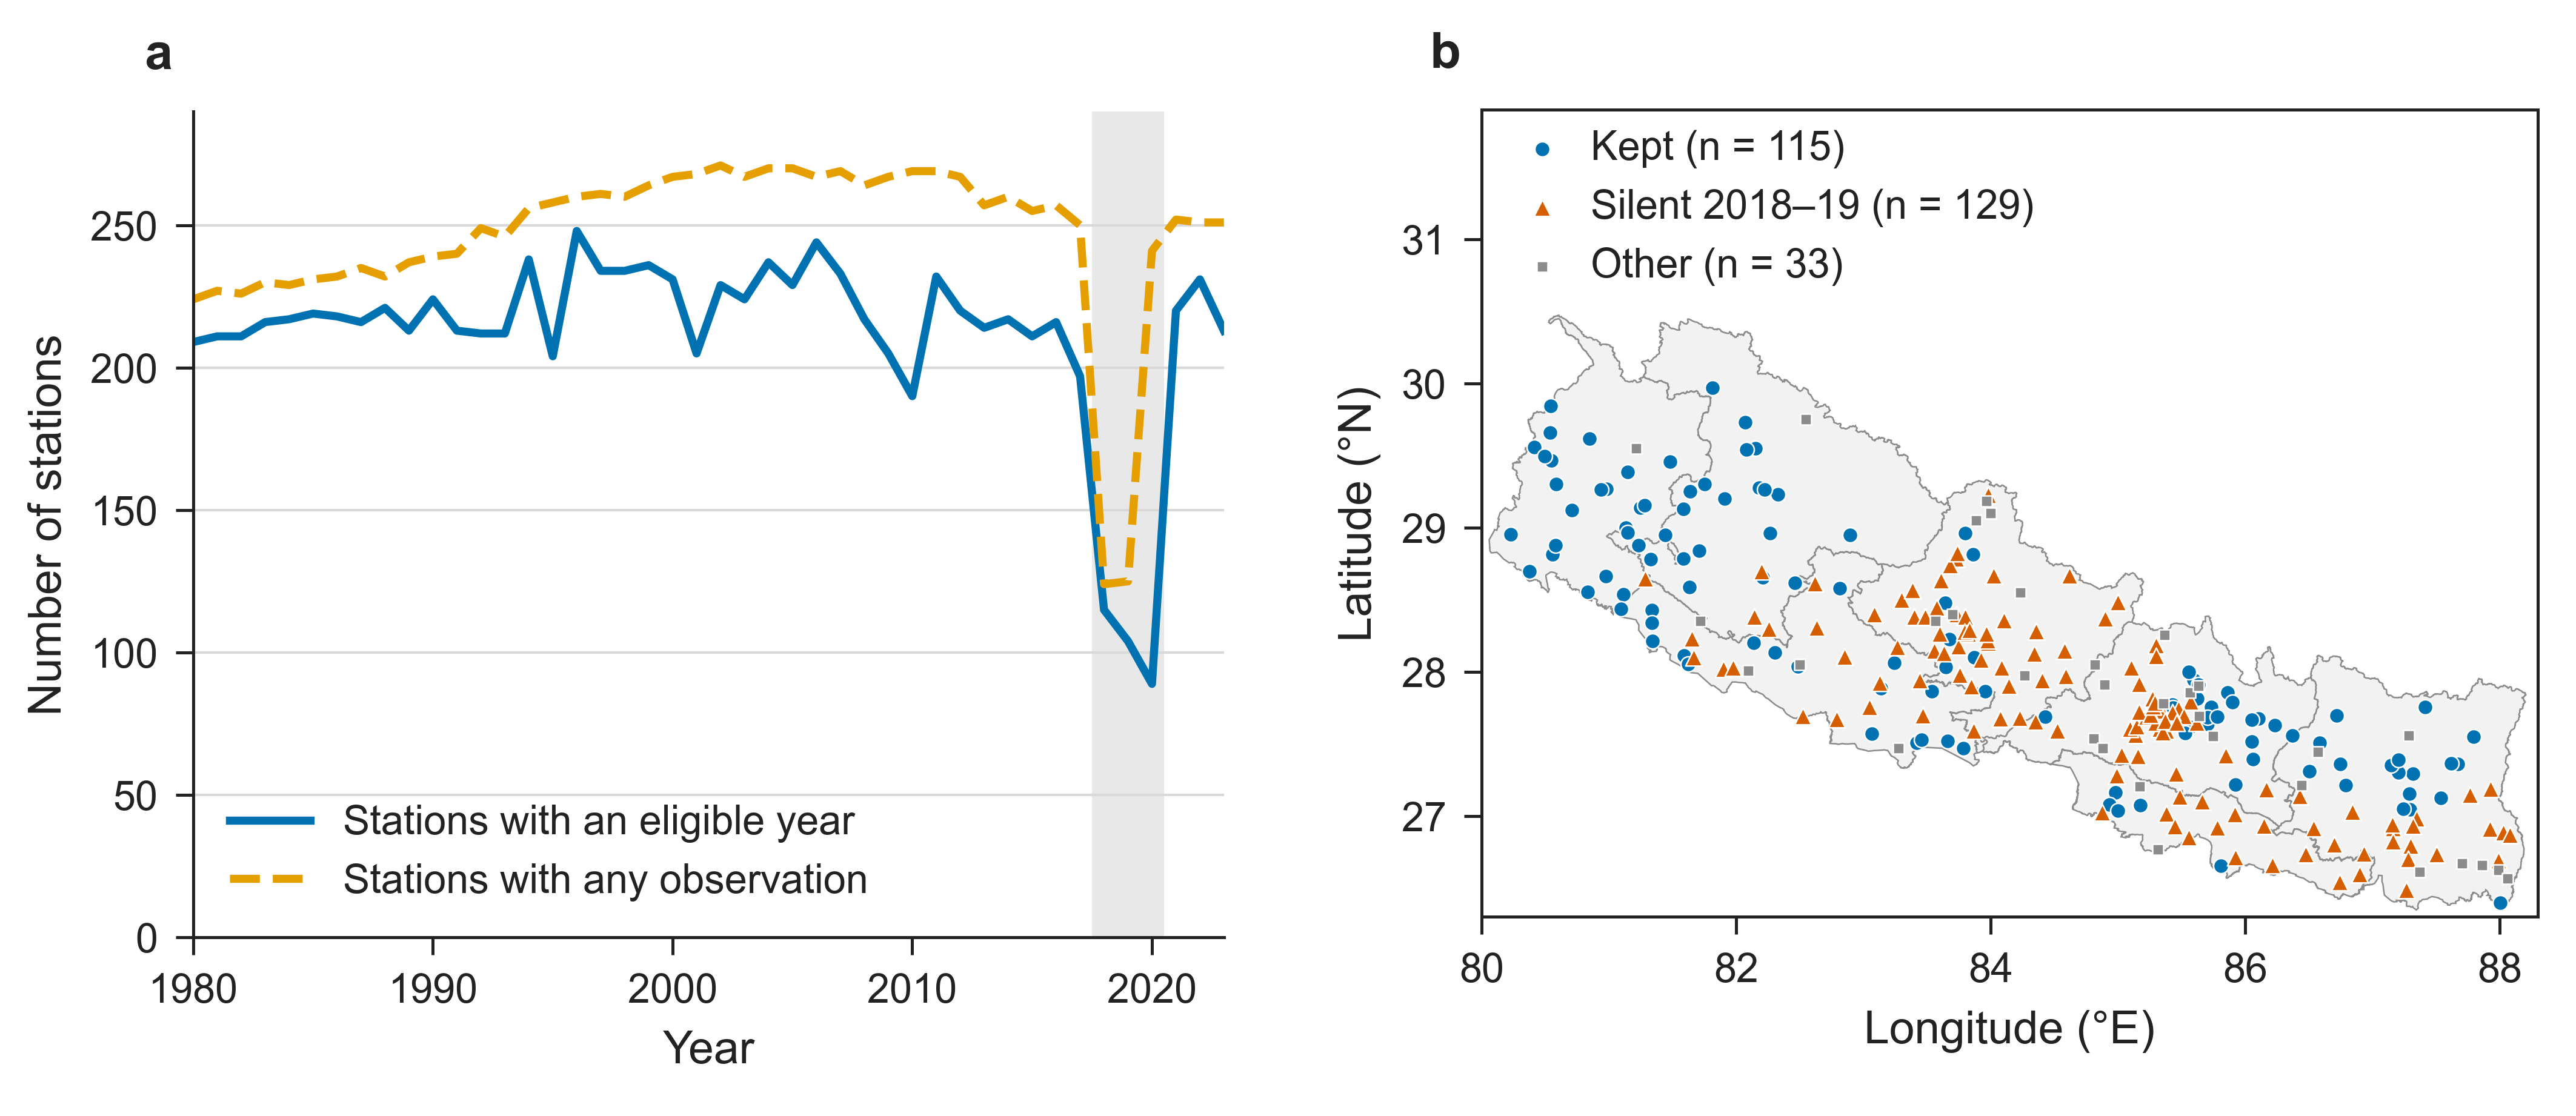 a
250
200
150
100
50
0
Number of stations
Stations with an eligible year
Stations with any observation
1980 1990 2000 2010 2020
Year
b
Kept (n = 115)
Silent 2018–19 (n = 129)
Other (n = 33)
31
30
29
28
27
Latitude (°N)
80 82 84 86 88
Longitude (°E)